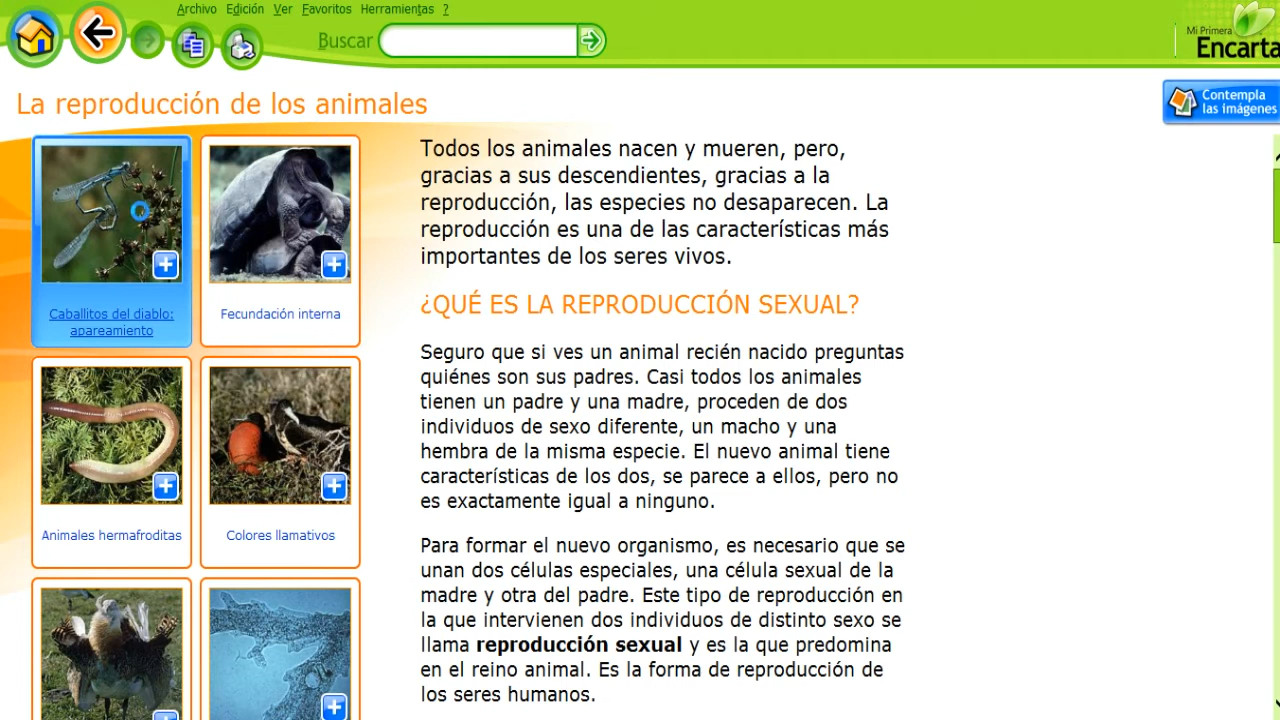 Archivo Edición Ver Favoritos Herramientas ?
Buscar
Mi Primera
Encarta
La reproducción de los animales
Contempla
las imágenes
Caballitos del diablo:
apareamiento
Fecundación interna
Animales hermafroditas
Colores llamativos
Todos los animales nacen y mueren, pero,
gracias a sus descendientes, gracias a la
reproducción, las especies no desaparecen. La
reproducción es una de las características más
importantes de los seres vivos.
¿QUÉ ES LA REPRODUCCIÓN SEXUAL?
Seguro que si ves un animal recién nacido preguntas
quiénes son sus padres. Casi todos los animales
tienen un padre y una madre, proceden de dos
individuos de sexo diferente, un macho y una
hembra de la misma especie. El nuevo animal tiene
características de los dos, se parece a ellos, pero no
es exactamente igual a ninguno.
Para formar el nuevo organismo, es necesario que se
unan dos células especiales, una célula sexual de la
madre y otra del padre. Este tipo de reproducción en
la que intervienen dos individuos de distinto sexo se
llama reproducción sexual y es la que predomina
en el reino animal. Es la forma de reproducción de
los seres humanos.